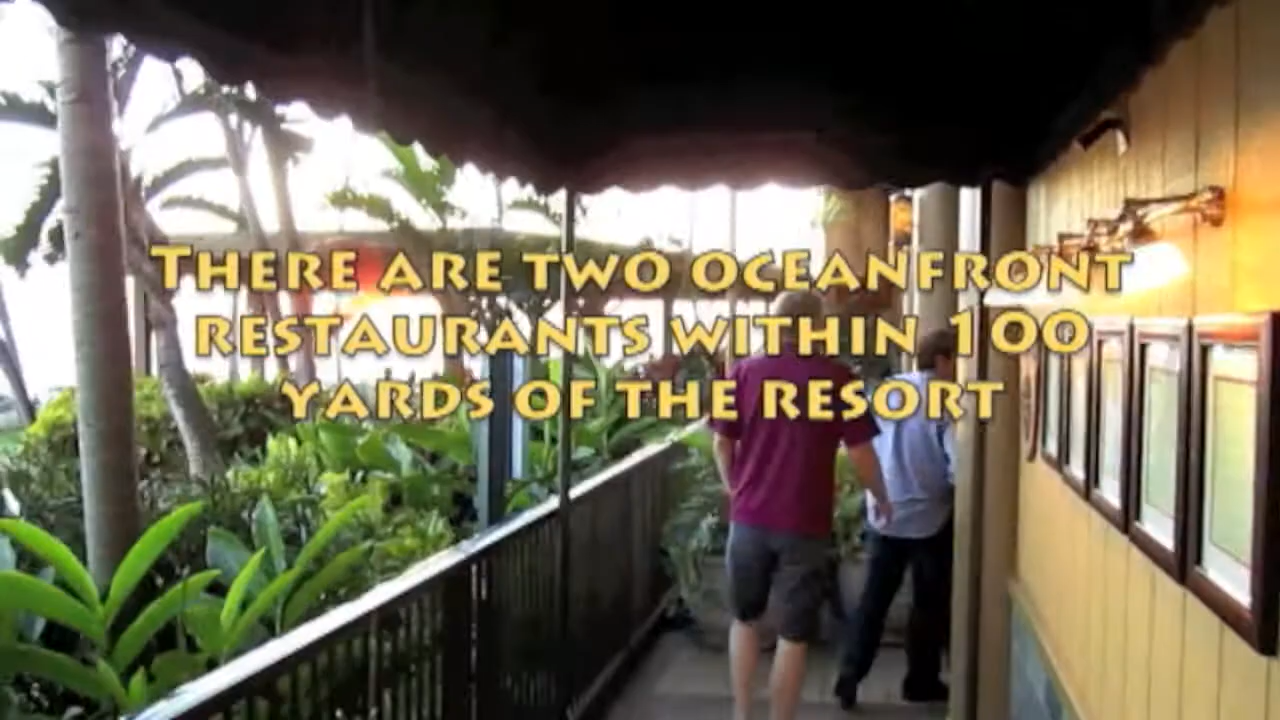 There are two oceanfront
restaurants within 100
yards of the resort